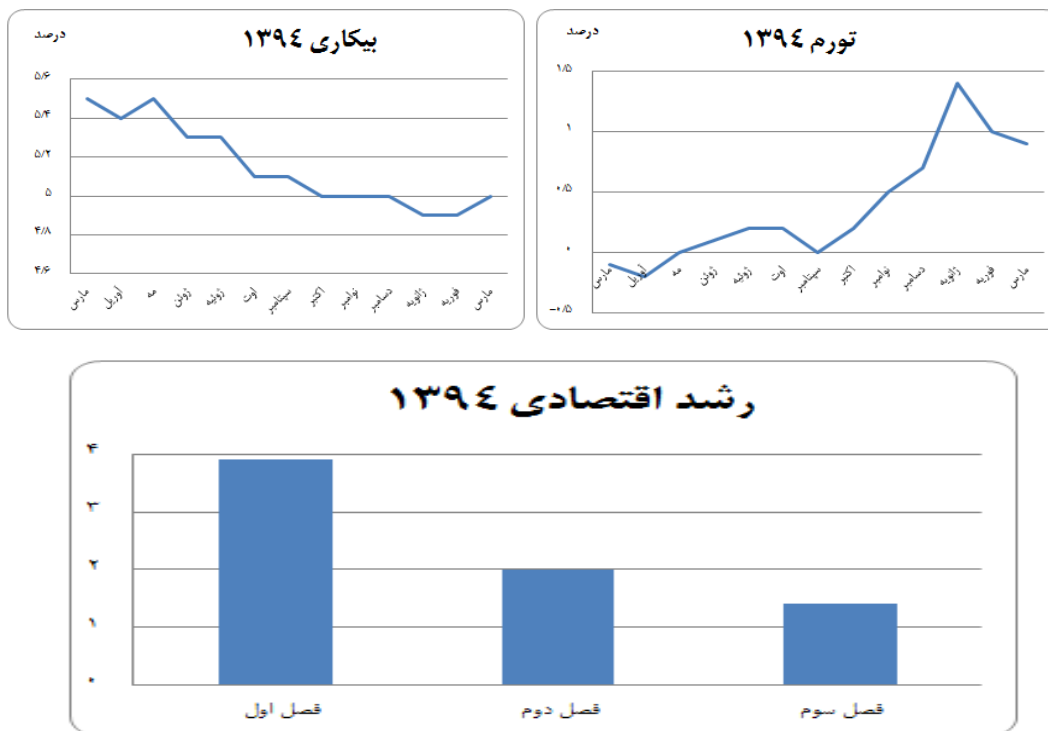 بیکاری ۱۳۹۴
درصد
۵/۶
۵/۴
۵/۲
۵
۴/۸
۴/۶
مارس
آوریل
مه
ژوئن
ژوئیه
اوت
سپتامبر
اکتبر
نوامبر
دسامبر
ژانویه
فوریه
مارس
تورم ۱۳۹۴
درصد
۱/۵
۱
۰/۵
۰
-۰/۵
مارس
آوریل
مه
ژوئن
ژوئیه
اوت
سپتامبر
اکتبر
نوامبر
دسامبر
ژانویه
فوریه
مارس
رشد اقتصادی ۱۳۹۴
۴
۳
۲
۱
۰
فصل اول
فصل دوم
فصل سوم